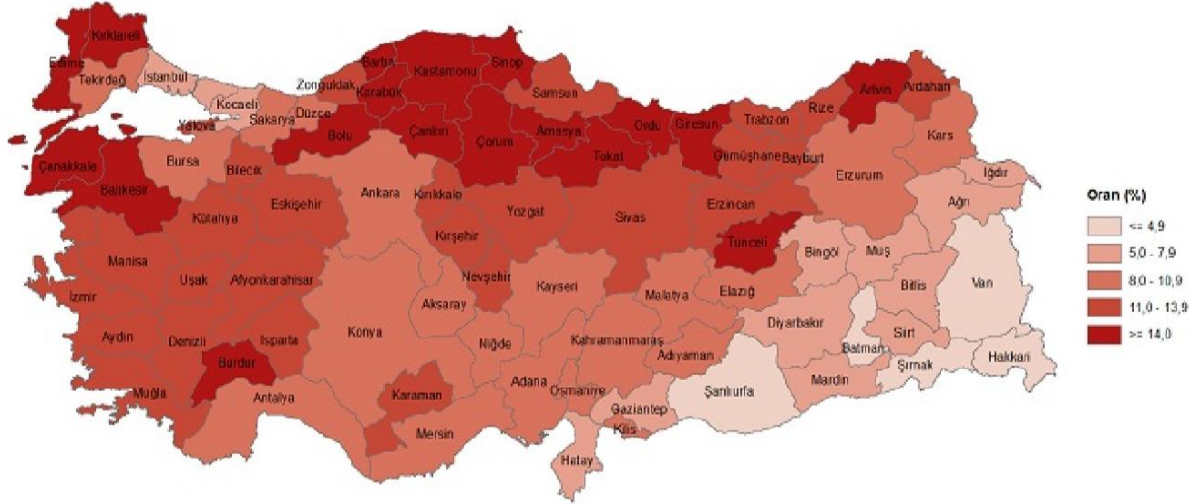 Kırklareli
Edirne
Tekirdağ
İstanbul
Kocaeli
Yalova
Sakarya
Düzce
Zonguldak
Bartın
Karabük
Kastamonu
Sinop
Samsun
Bolu
Çankırı
Çorum
Amasya
Tokat
Ordu
Giresun
Trabzon
Rize
Artvin
Ardahan
Kars
Gümüşhane
Bayburt
Erzurum
Iğdır
Ağrı
Çanakkale
Balıkesir
Bursa
Bilecik
Kütahya
Eskişehir
Ankara
Kırıkkale
Kırşehir
Yozgat
Sivas
Erzincan
Tunceli
Bingöl
Muş
Bitlis
Van
Manisa
Uşak
Afyonkarahisar
İzmir
Aydın
Denizli
Isparta
Burdur
Muğla
Antalya
Konya
Aksaray
Nevşehir
Kayseri
Niğde
Malatya
Elazığ
Diyarbakır
Batman
Siirt
Şırnak
Hakkari
Kahramanmaraş
Adıyaman
Şanlıurfa
Mardin
Karaman
Mersin
Adana
Osmaniye
Gaziantep
Kilis
Hatay
Oran (%)
<= 4,9
5,0 - 7,9
8,0 - 10,9
11,0 - 13,9
>= 14,0